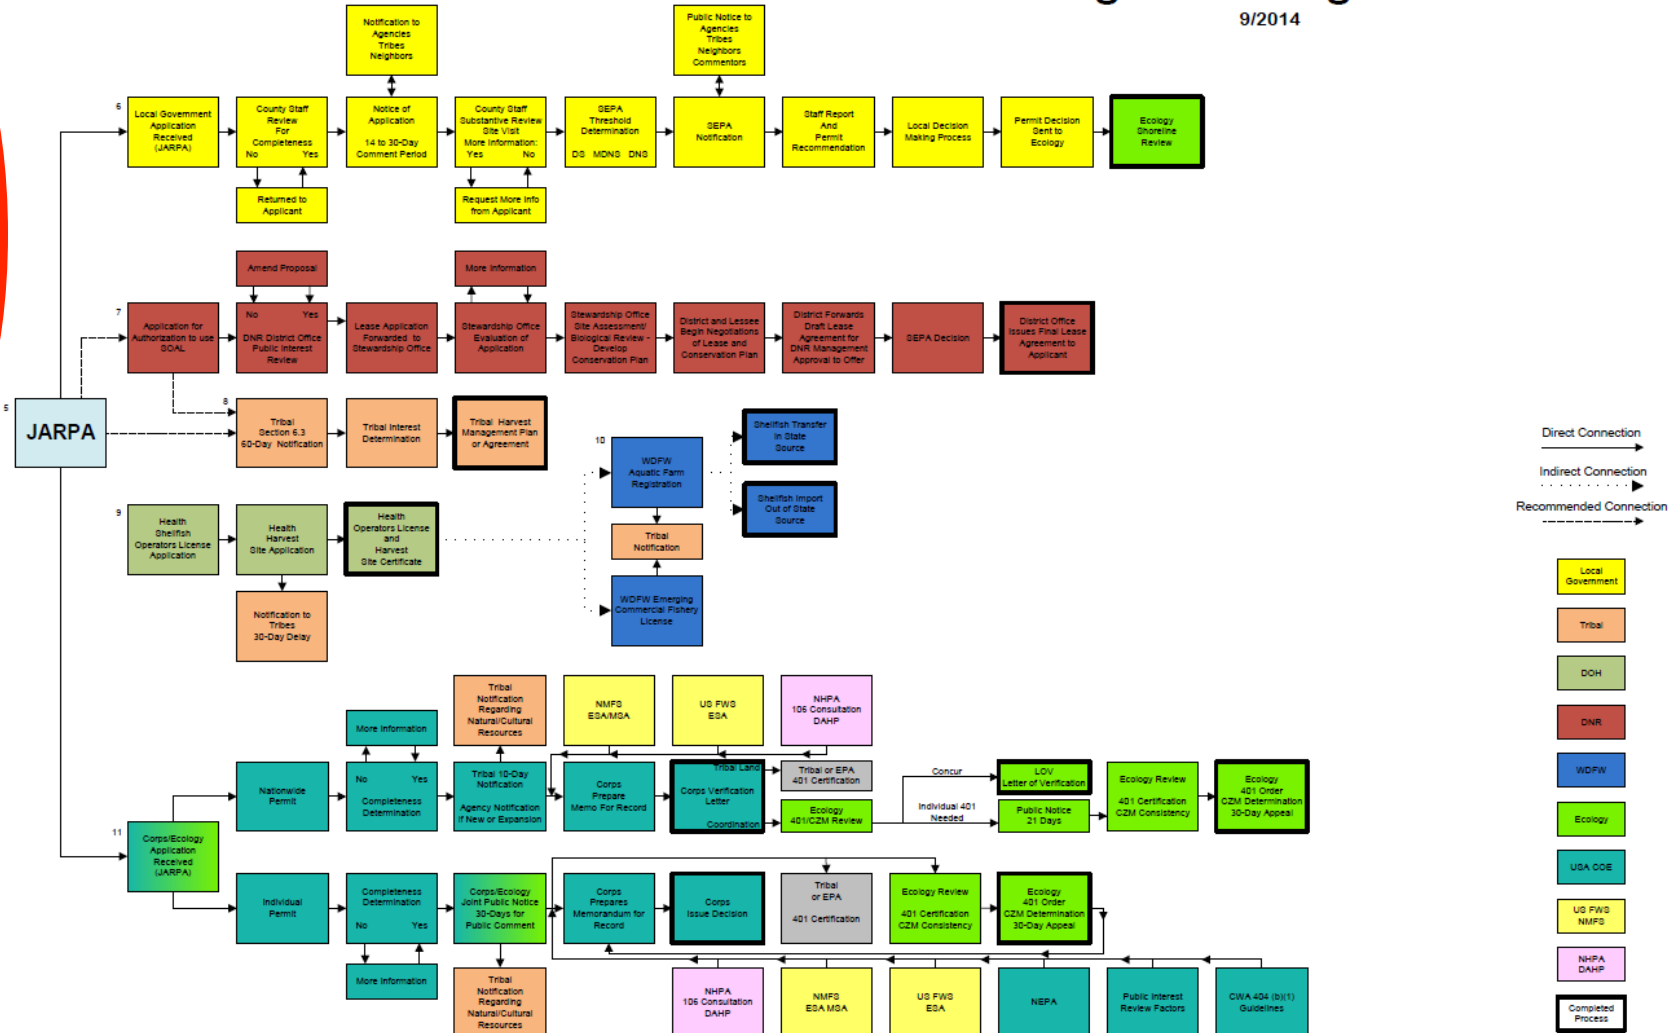 9/2014
Notification to
Agencies
Tribes
Neighbors
Public Notice to
Agencies
Tribes
Neighbors
Commentors
6
Local Government
Application
Received
(JARPA)
County Staff
Review
For
Completeness
No Yes
Notice of
Application
14 to 30-Day
Comment Period
County Staff
Substantive Review
Site Visit
More Information:
Yes No
SEPA
Threshold
Determination
DS MDNS DNS
SEPA
Notification
Staff Report
And
Permit
Recommendation
Local Decision
Making Process
Permit Decision
Sent to
Ecology
Ecology
Shoreline
Review
Returned to
Applicant
Request More Info
from Applicant
Amend Proposal
More Information
7
Application for
Authorization to use
SOAL
No Yes
DNR District Office
Public Interest
Review
Lease Application
Forwarded to
Stewardship Office
Stewardship Office
Evaluation of
Application
Stewardship Office
Site Assessment/
Biological Review -
Develop
Conservation Plan
District and Lessee
Begin Negotiations
of Lease and
Conservation Plan
District Forwards
Draft Lease
Agreement for
DNR Management
Approval to Offer
SEPA Decision
District Office
Issues Final Lease
Agreement to
Applicant
5
JARPA
8
Tribal
Section 6.3
60-Day Notification
Tribal Interest
Determination
Tribal Harvest
Management Plan
or Agreement
10
WDFW
Aquatic Farm
Registration
Shellfish Transfer
In State
Source
Shellfish Import
Out of State
Source
Tribal
Notification
WDFW Emerging
Commercial Fishery
License
9
Health
Shellfish
Operators License
Application
Health
Harvest
Site Application
Health
Operators License
and
Harvest
Site Certificate
Notification to
Tribes
30-Day Delay
11
Corps/Ecology
Application
Received
(JARPA)
Nationwide
Permit
More Information
No Yes
Completeness
Determination
Tribal
Notification
Regarding
Natural/Cultural
Resources
Tribal 10-Day
Notification
Agency Notification
if New or Expansion
NMFS
ESA/MSA
US FWS
ESA
NHPA
106 Consultation
DAHP
Corps
Prepare
Memo For Record
Tribal Land
Corps Verification
Letter
Coordination
Tribal or EPA
401 Certification
Ecology
401/CZM Review
Concur
Individual 401
Needed
LOV
Letter of Verification
Public Notice
21 Days
Ecology Review
401 Certification
CZM Consistency
Ecology
401 Order
CZM Determination
30-Day Appeal
Individual
Permit
Completeness
Determination
No Yes
More Information
Corps/Ecology
Joint Public Notice
30-Days for
Public Comment
Tribal
Notification
Regarding
Natural/Cultural
Resources
Corps
Prepares
Memorandum for
Record
Corps
Issue Decision
Tribal
or EPA
401 Certification
Ecology Review
401 Certification
CZM Consistency
Ecology
401 Order
CZM Determination
30-Day Appeal
NHPA
106 Consultation
DAHP
NMFS
ESA MSA
US FWS
ESA
NEPA
Public Interest
Review Factors
CWA 404 (b)(1)
Guidelines
Direct Connection
Indirect Connection
Recommended Connection
Local
Government
Tribal
DOH
DNR
WDFW
Ecology
USA COE
US FWS
NMFS
NHPA
DAHP
Completed
Process